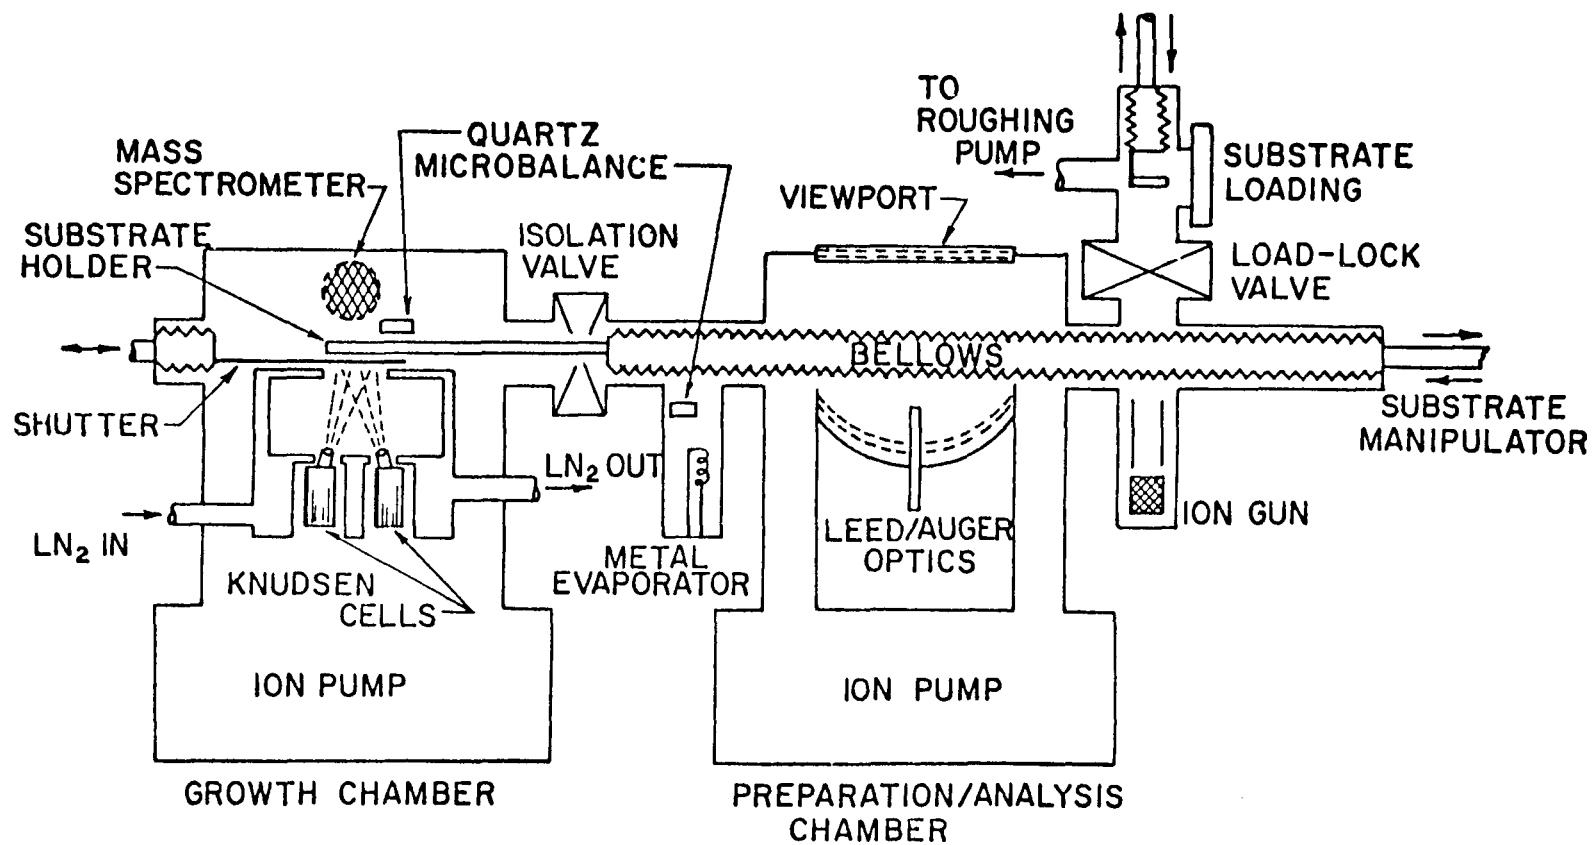 TO
ROUGHING
PUMP
QUARTZ
MICROBALANCE
MASS
SPECTROMETER
SUBSTRATE
LOADING
VIEWPORT
SUBSTRATE
HOLDER
ISOLATION
VALVE
LOAD-LOCK
VALVE
BELLOWS
SHUTTER
SUBSTRATE
MANIPULATOR
LN₂ OUT
LN₂ IN
ION GUN
LEED/AUGER
OPTICS
METAL
EVAPORATOR
KNUDSEN
CELLS
ION PUMP
ION PUMP
GROWTH CHAMBER
PREPARATION/ANALYSIS
CHAMBER